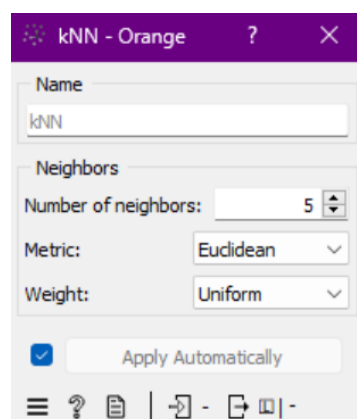 kNN - Orange ? ×
Name
kNN
Neighbors
Number of neighbors: 5
Metric: Euclidean
Weight: Uniform
Apply Automatically
? - -